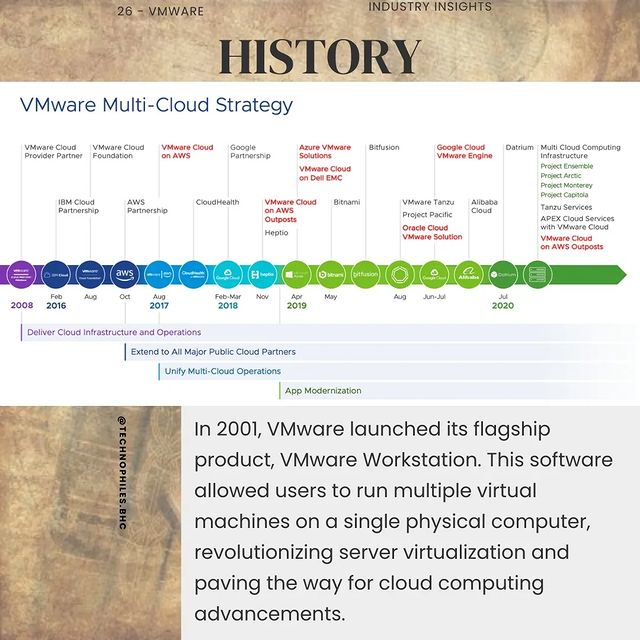 26 - VMWARE
INDUSTRY INSIGHTS
HISTORY
VMware Multi-Cloud Strategy
VMware Cloud
Provider Partner
VMware Cloud
Foundation
VMware Cloud
on AWS
Google
Partnership
Azure VMware
Solutions
VMware Cloud
on Dell EMC
Bitfusion
Google Cloud
VMware Engine
Datrium
Multi Cloud Computing
Infrastructure
Project Ensemble
Project Arctic
Project Monterey
Project Capitola
Tanzu Services
APEX Cloud Services
with VMware Cloud
VMware Cloud
on AWS Outposts
IBM Cloud
Partnership
AWS
Partnership
CloudHealth
VMware Cloud
on AWS
Outposts
Heptio
Bitnami
VMware Tanzu
Project Pacific
Oracle Cloud
VMware Solution
Alibaba
Cloud
aws
heptio
bitnami
bitfusion
Datrium
2008
Feb
2016
Aug
Oct
Aug
2017
Feb-Mar
2018
Nov
Apr
2019
May
Aug
Jun-Jul
Jul
2020
Deliver Cloud Infrastructure and Operations
Extend to All Major Public Cloud Partners
Unify Multi-Cloud Operations
App Modernization
@TECHNOPHILES.BHC
In 2001, VMware launched its flagship
product, VMware Workstation. This software
allowed users to run multiple virtual
machines on a single physical computer,
revolutionizing server virtualization and
paving the way for cloud computing
advancements.